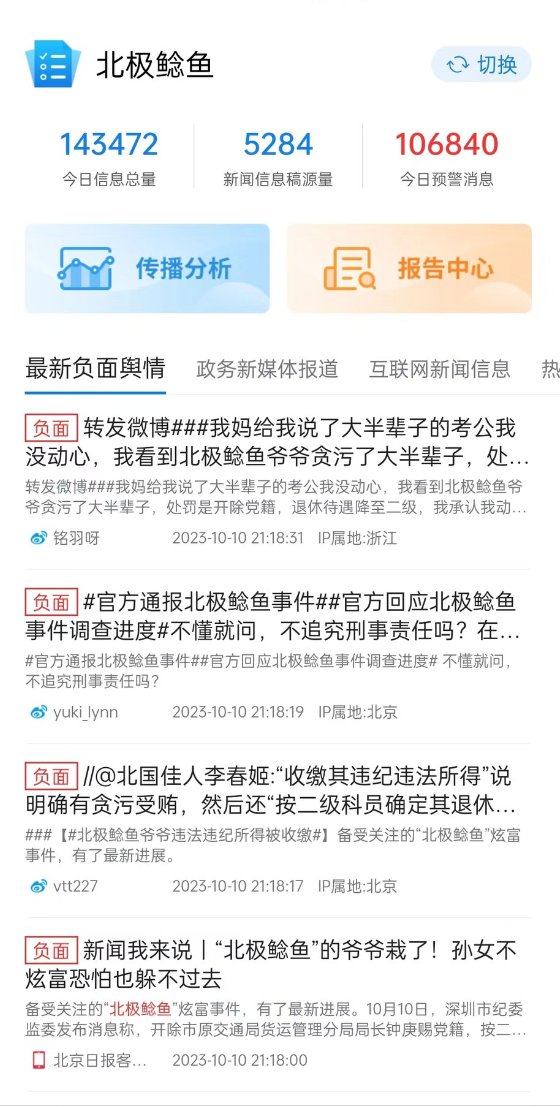 北极鲶鱼
切换
143472
5284
106840
今日信息总量
新闻信息稿源量
今日预警消息
传播分析
报告中心
最新负面舆情 政务新媒体报道 互联网新闻信息 热
负面 转发微博###我妈给我说了大半辈子的考公我
没动心，我看到北极鲶鱼爷爷贪污了大半辈子，处...
转发微博###我妈给我说了大半辈子的考公我没动心，我看到北极鲶鱼爷
爷贪污了大半辈子，处罚是开除党籍，退休待遇降至二级，我承认我动...
铭羽呀 2023-10-10 21:18:31 IP属地:浙江
负面 #官方通报北极鲶鱼事件##官方回应北极鲶鱼
事件调查进度#不懂就问，不追究刑事责任吗？在...
#官方通报北极鲶鱼事件##官方回应北极鲶鱼事件调查进度# 不懂就问，
不追究刑事责任吗？
yuki_lynn 2023-10-10 21:18:19 IP属地:北京
负面 //@北国佳人李春姬:“收缴其违纪违法所得”说
明确有贪污受贿，然后还“按二级科员确定其退休...
###【#北极鲶鱼爷爷违法违纪所得被收缴#】备受关注的“北极鲶鱼”炫富
事件，有了最新进展。
vtt227 2023-10-10 21:18:17 IP属地:北京
负面 新闻我来说丨“北极鲶鱼”的爷爷栽了！孙女不
炫富恐怕也躲不过去
备受关注的“北极鲶鱼”炫富事件，有了最新进展。10月10日，深圳市纪委
监委发布消息称，开除市原交通局货运管理分局局长钟庚赐党籍，按二...
北京日报客... 2023-10-10 21:18:00